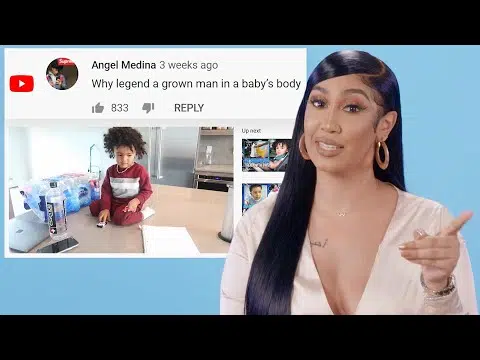 Angel Medina 3 weeks ago
Why legend a grown man in a baby's body
833 REPLY
Up next